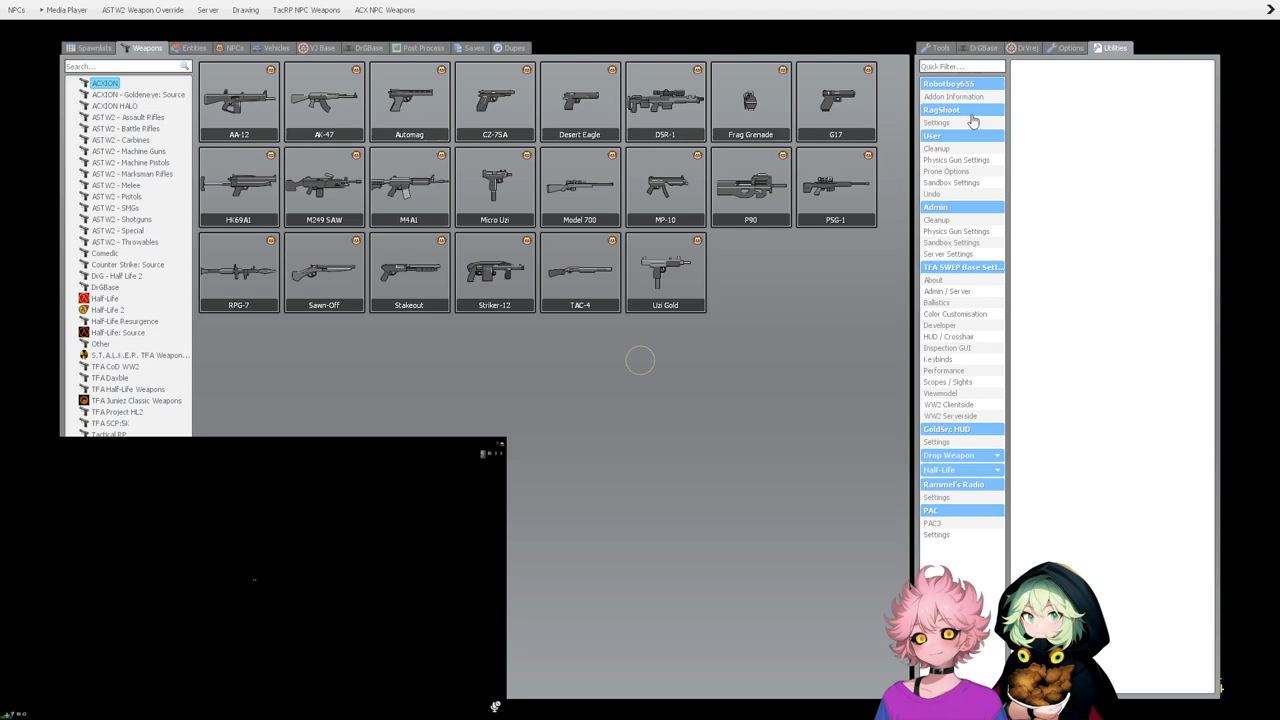 NPCs Media Player ASTW2 Weapon Override Server Drawing TacRP NPC Weapons ACX NPC Weapons
Spawnlists Weapons Entities NPCs Vehicles VJ Base DrGBase Post Process Saves Dupes
Search...
ACXION
ACXION - Goldeneye: Source
ACXION HALO
ASTW2 - Assault Rifles
ASTW2 - Battle Rifles
ASTW2 - Carbines
ASTW2 - Machine Guns
ASTW2 - Machine Pistols
ASTW2 - Marksman Rifles
ASTW2 - Melee
ASTW2 - Pistols
ASTW2 - SMGs
ASTW2 - Shotguns
ASTW2 - Special
ASTW2 - Throwables
Comedic
Counter Strike: Source
DrG - Half Life 2
DrGBase
Half-Life
Half-Life 2
Half-Life Resurgence
Half-Life: Source
Other
S.T.A.L.K.E.R. TFA Weapon...
TFA CoD WW2
TFA Daxble
TFA Half-Life Weapons
TFA Juniez Classic Weapons
TFA Project HL2
TFA SCP:5K
Tactical RP
AA-12 AK-47 Automag CZ-75A Desert Eagle DSR-1 Frag Grenade G17
HK69A1 M249 SAW M4A1 Micro Uzi Model 700 MP-10 P90 PSG-1
RPG-7 Sawn-Off Stakeout Striker-12 TAC-4 Uzi Gold
Tools DrGBase DrVrej Options Utilities
Quick Filter...
Robotboy655
Addon Information
RagShoot
Settings
User
Cleanup
Physics Gun Settings
Prone Options
Sandbox Settings
Undo
Admin
Cleanup
Physics Gun Settings
Sandbox Settings
Server Settings
TFA SWEP Base Sett...
About
Admin / Server
Ballistics
Color Customisation
Developer
HUD / Crosshair
Inspection GUI
Keybinds
Performance
Scopes / Sights
Viewmodel
WW2 Clientside
WW2 Serverside
GoldSrc HUD
Settings
Drop Weapon
Half-Life
Rammel's Radio
Settings
PAC
PAC3
Settings